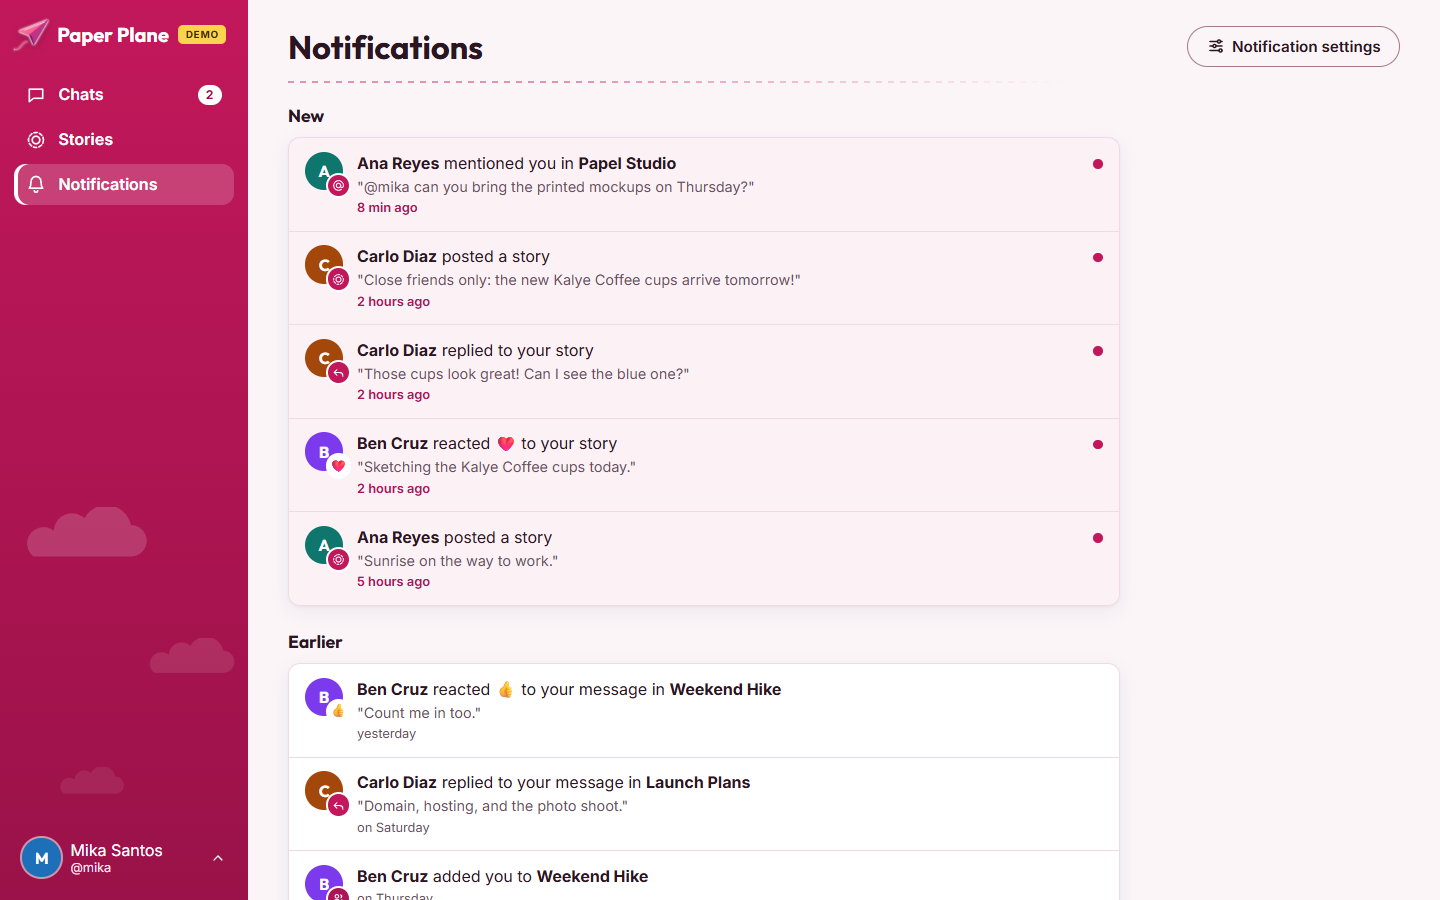 Paper Plane DEMO
Chats 2
Stories
Notifications
Mika Santos
@mika
Notifications
Notification settings
New
A
Ana Reyes mentioned you in Papel Studio
"@mika can you bring the printed mockups on Thursday?"
8 min ago
C
Carlo Diaz posted a story
"Close friends only: the new Kalye Coffee cups arrive tomorrow!"
2 hours ago
C
Carlo Diaz replied to your story
"Those cups look great! Can I see the blue one?"
2 hours ago
B
Ben Cruz reacted ❤️ to your story
"Sketching the Kalye Coffee cups today."
2 hours ago
A
Ana Reyes posted a story
"Sunrise on the way to work."
5 hours ago
Earlier
B
Ben Cruz reacted 👍 to your message in Weekend Hike
"Count me in too."
yesterday
C
Carlo Diaz replied to your message in Launch Plans
"Domain, hosting, and the photo shoot."
on Saturday
B
Ben Cruz added you to Weekend Hike
on Thursday
M